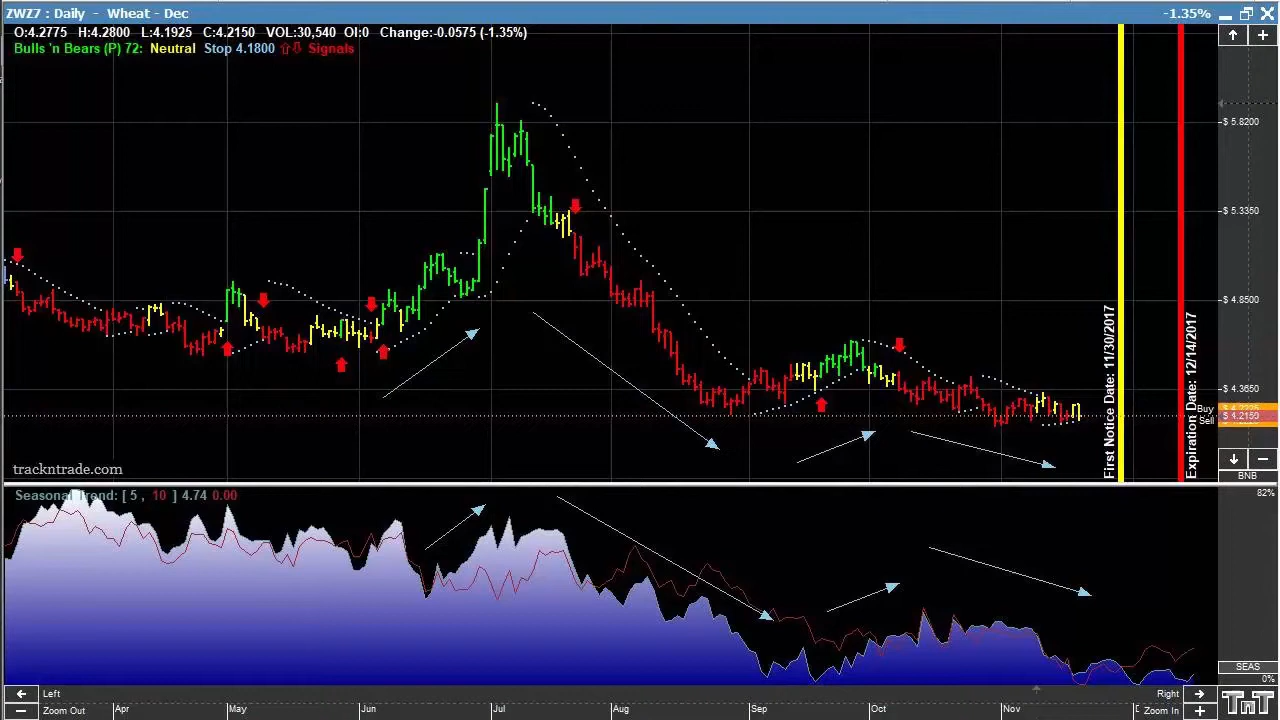 ZWZ7 : Daily - Wheat - Dec
-1.35%
O:4.2775 H:4.2800 L:4.1925 C:4.2150 VOL:30,540 OI:0 Change:-0.0575 (-1.35%)
Bulls 'n Bears (P) 72: Neutral Stop 4.1800 Signals
$ 5.8200
$ 5.3350
$ 4.8500
$ 4.3650
Buy
$ 4.2150
Sell
First Notice Date: 11/30/2017
Expiration Date: 12/14/2017
trackntrade.com
BNB
Seasonal Trend: [ 5 , 10 ] 4.74 0.00
82%
SEAS
0%
Left
Right
Zoom Out
Apr
May
Jun
Jul
Aug
Sep
Oct
Nov
Zoom In
TNT